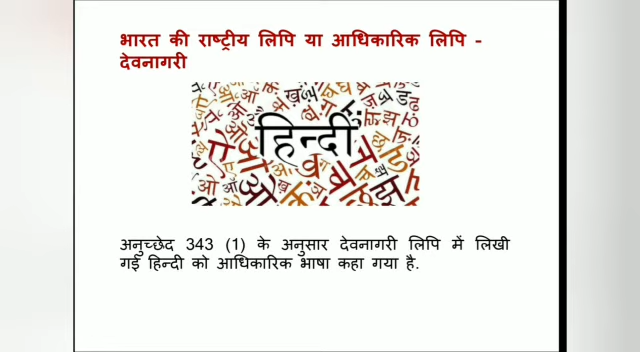 भारत की राष्ट्रीय लिपि या आधिकारिक लिपि -
देवनागरी
हिन्दी
अनुच्छेद 343 (1) के अनुसार देवनागरी लिपि में लिखी
गई हिन्दी को आधिकारिक भाषा कहा गया है.